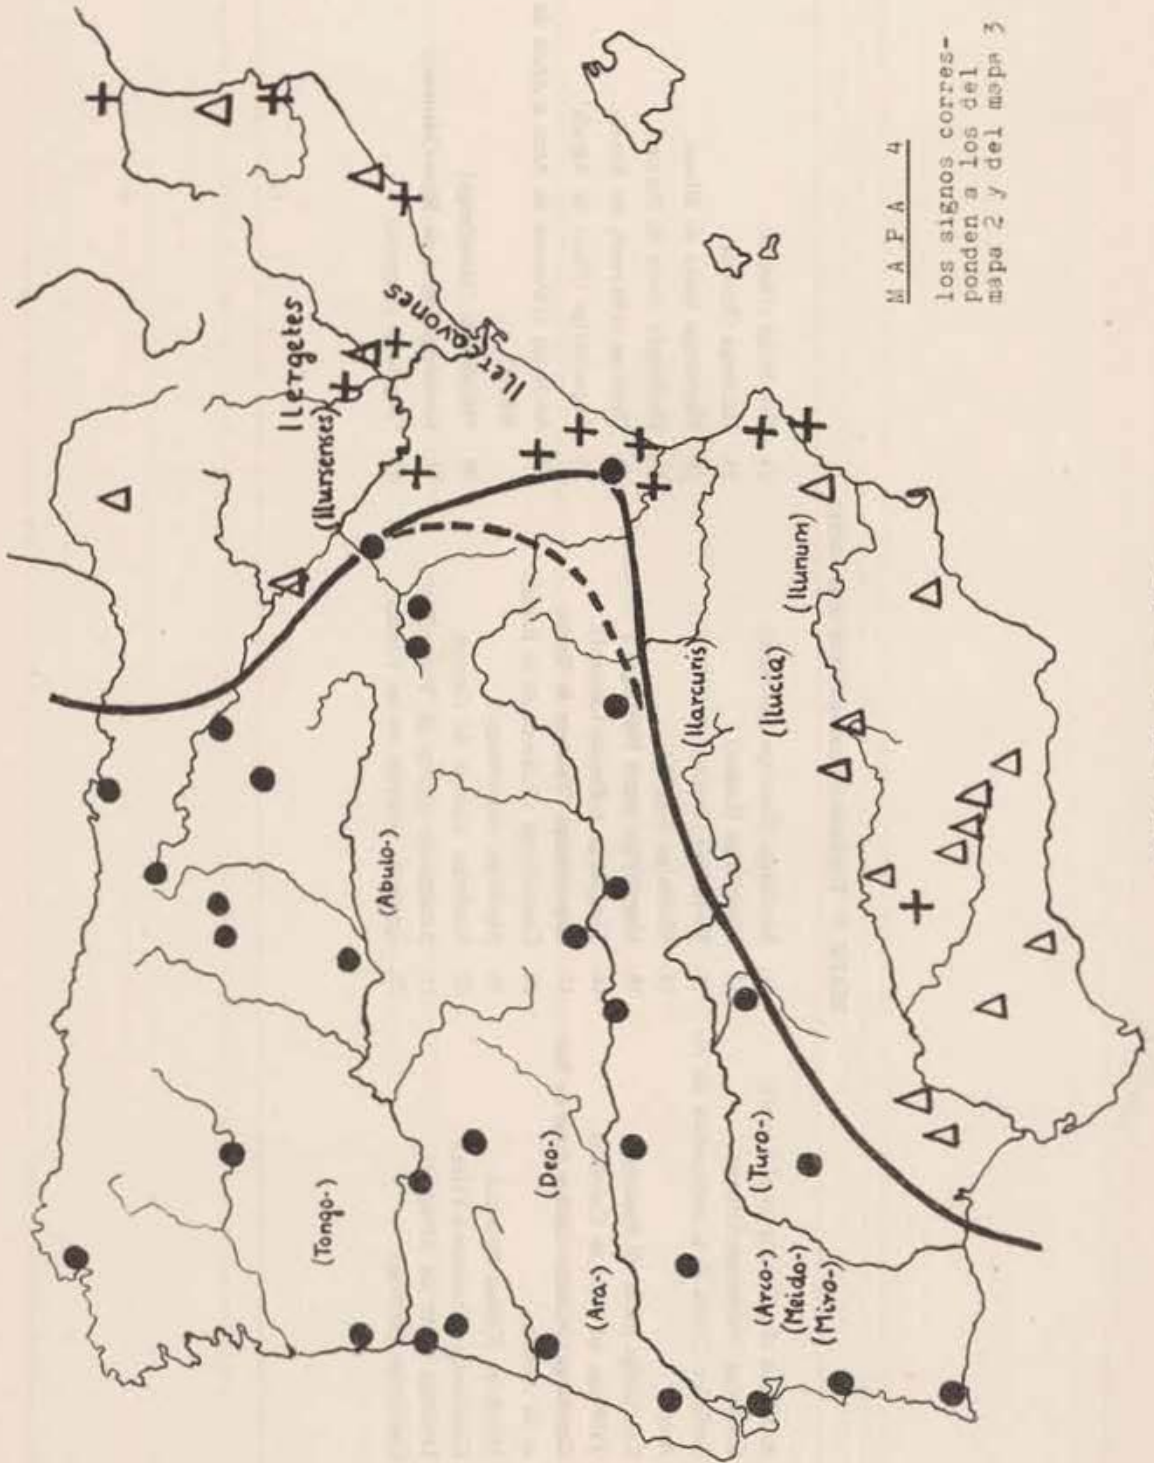 MAPA 4
los signos corres-
ponden a los del
mapa 2 y del mapa 3
Ilergetes
(Ilursenses)
Ilercavones
(Abulo-)
(Tongo-)
(Deo-)
(Ara-)
(Ilarcuris)
(Ilucia)
(Ilunum)
(Turo-)
(Arco-)
(Meido-)
(Miro-)